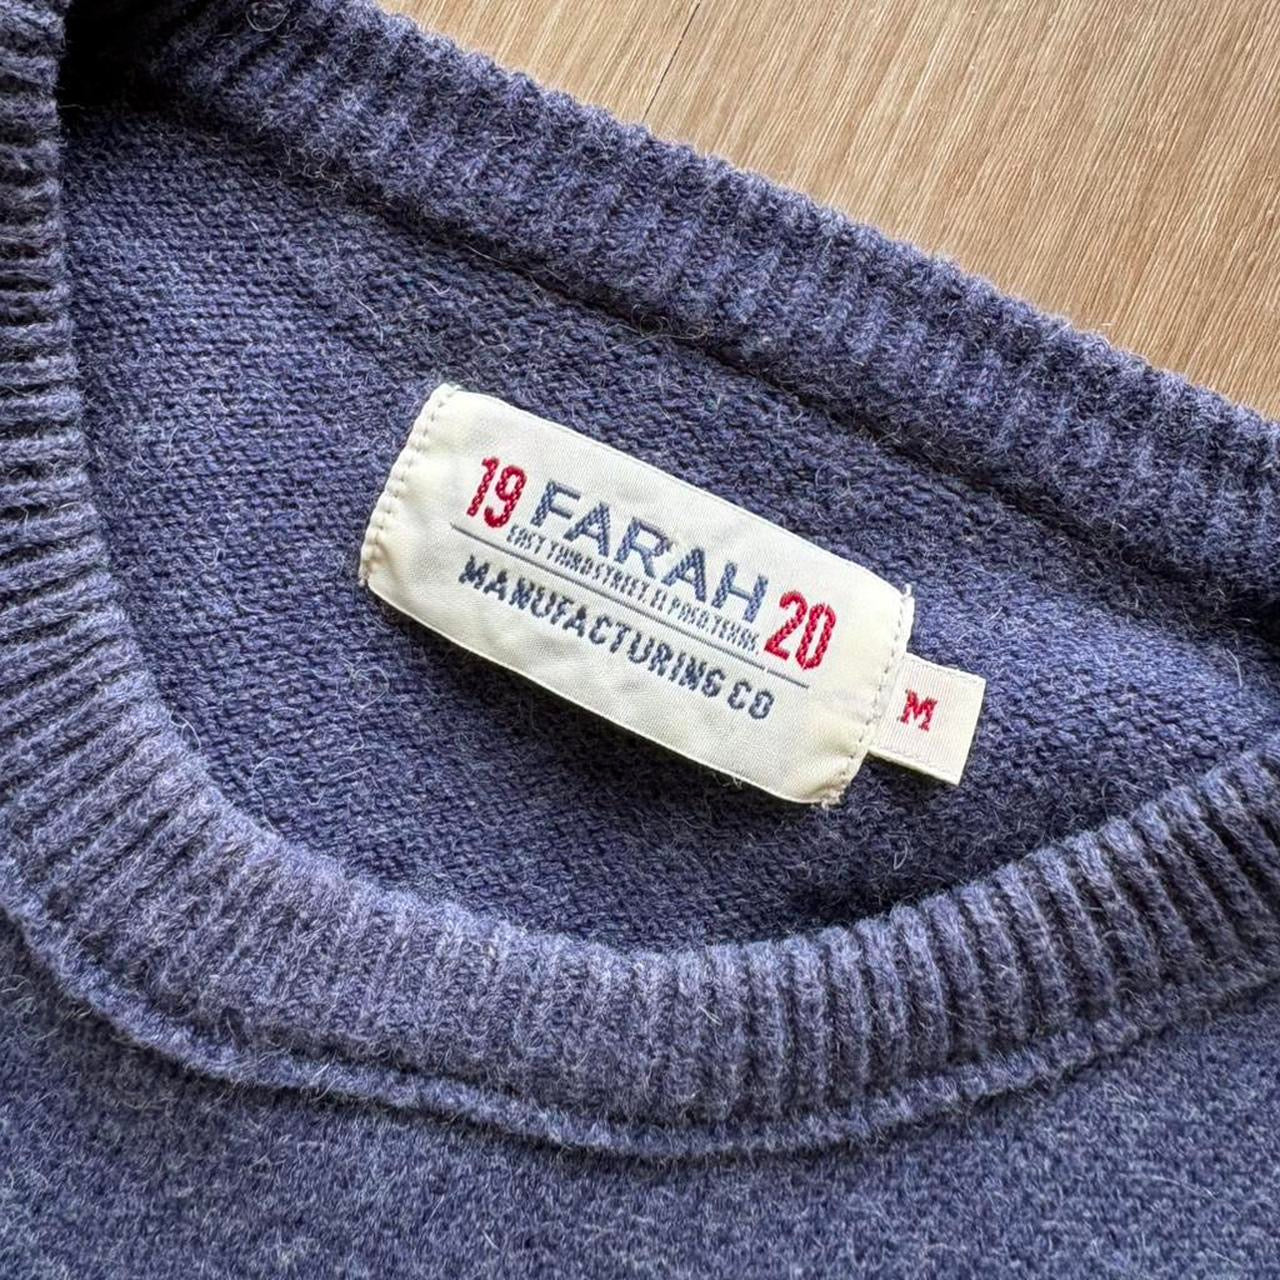 19 FARAH 20
EAST THIRD STREET, EL PASO, TEXAS
MANUFACTURING CO
M